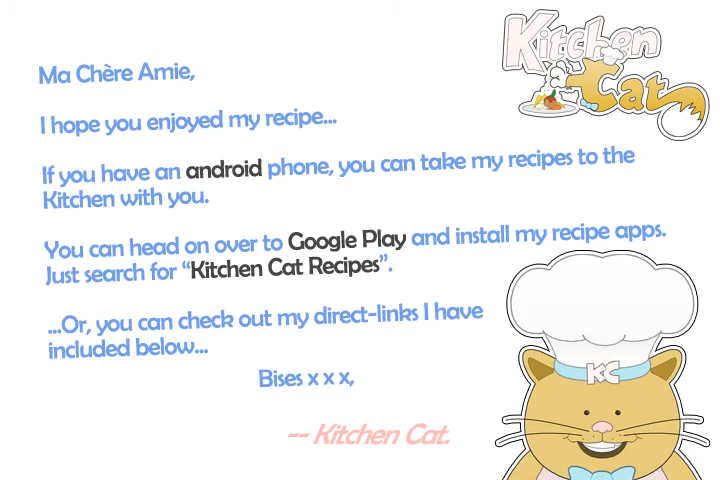 Kitchen
Cat
Ma Chère Amie,
I hope you enjoyed my recipe...
If you have an android phone, you can take my recipes to the
Kitchen with you.
You can head on over to Google Play and install my recipe apps.
Just search for “Kitchen Cat Recipes”.
...Or, you can check out my direct-links I have
included below...
Bises x x x,
-- Kitchen Cat.
KC